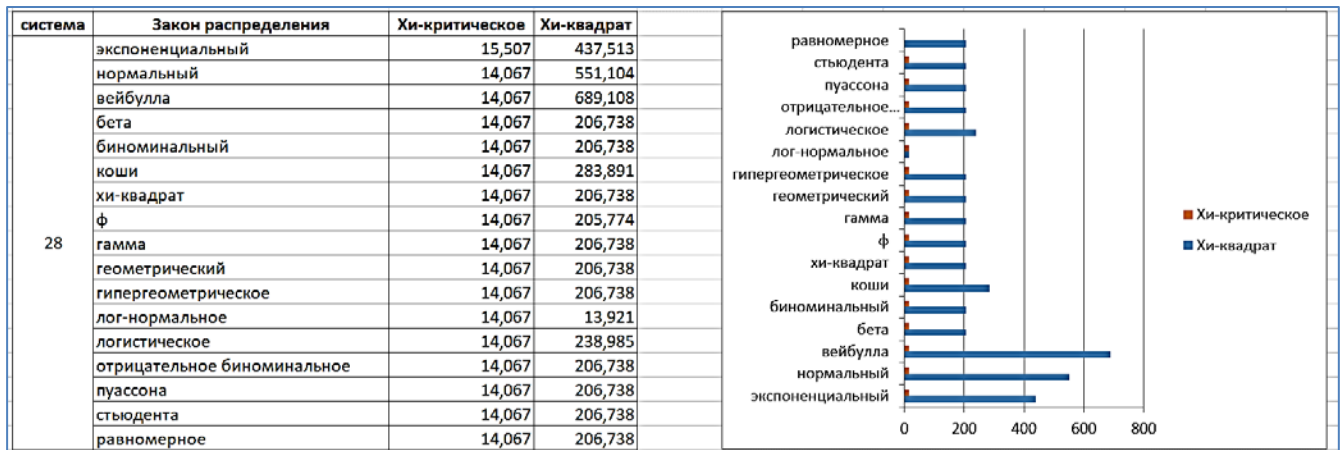 система Закон распределения Хи-критическое Хи-квадрат
экспоненциальный 15,507 437,513
нормальный 14,067 551,104
вейбулла 14,067 689,108
бета 14,067 206,738
биноминальный 14,067 206,738
коши 14,067 283,891
хи-квадрат 14,067 206,738
ф 14,067 205,774
28 гамма 14,067 206,738
геометрический 14,067 206,738
гипергеометрическое 14,067 206,738
лог-нормальное 14,067 13,921
логистическое 14,067 238,985
отрицательное биноминальное 14,067 206,738
пуассона 14,067 206,738
стьюдента 14,067 206,738
равномерное 14,067 206,738
равномерное
стьюдента
пуассона
отрицательное...
логистическое
лог-нормальное
гипергеометрическое
геометрический
гамма
ф
хи-квадрат
коши
биноминальный
бета
вейбулла
нормальный
экспоненциальный
0 200 400 600 800
Хи-критическое
Хи-квадрат